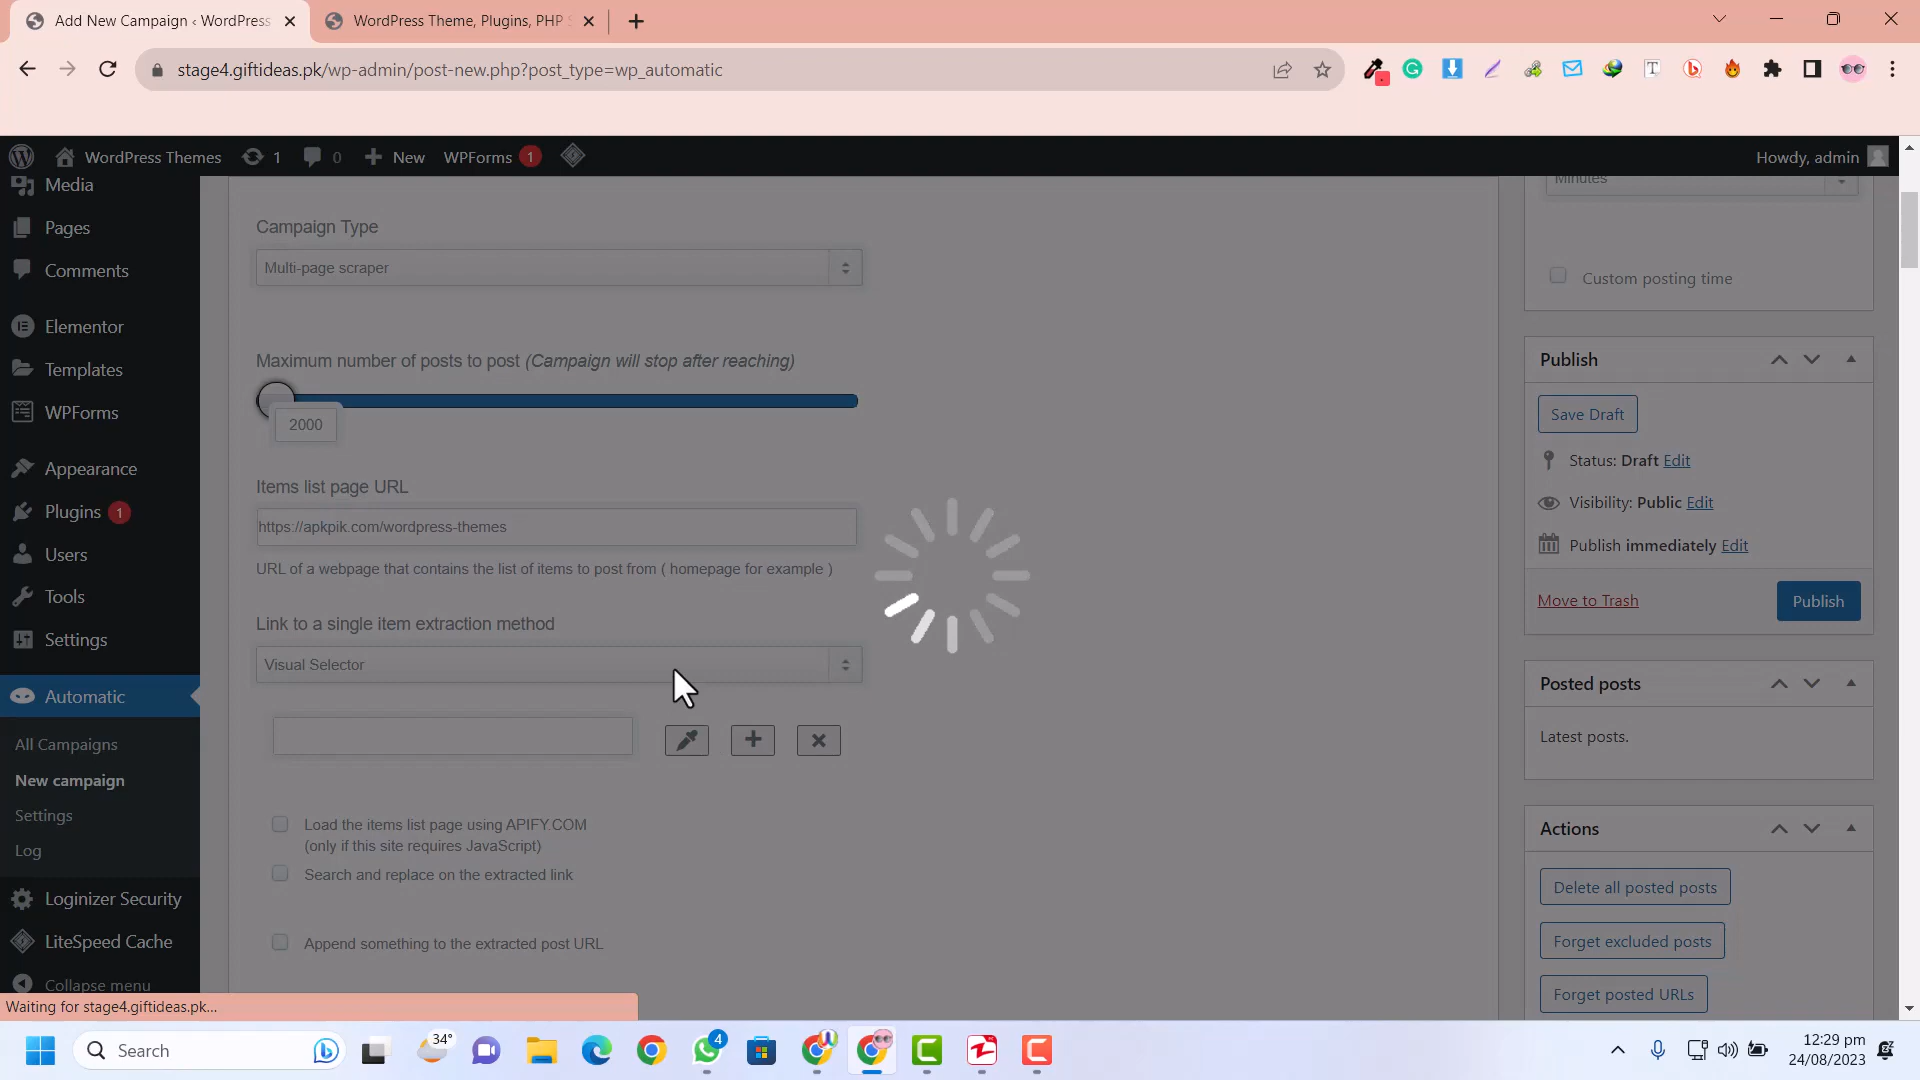 Add New Campaign ‹ WordPress
WordPress Theme, Plugins, PHP S
stage4.giftideas.pk/wp-admin/post-new.php?post_type=wp_automatic
WordPress Themes
1
0
New
WPForms 1
Howdy, admin
Media
Pages
Comments
Elementor
Templates
WPForms
Appearance
Plugins 1
Users
Tools
Settings
Automatic
All Campaigns
New campaign
Settings
Log
Loginizer Security
LiteSpeed Cache
Collapse menu
Campaign Type
Multi-page scraper
Maximum number of posts to post (Campaign will stop after reaching)
2000
Items list page URL
https://apkpik.com/wordpress-themes
URL of a webpage that contains the list of items to post from ( homepage for example )
Link to a single item extraction method
Visual Selector
Load the items list page using APIFY.COM
(only if this site requires JavaScript)
Search and replace on the extracted link
Append something to the extracted post URL
Minutes
Custom posting time
Publish
Save Draft
Status: Draft Edit
Visibility: Public Edit
Publish immediately Edit
Move to Trash
Publish
Posted posts
Latest posts.
Actions
Delete all posted posts
Forget excluded posts
Forget posted URLs
Waiting for stage4.giftideas.pk...
Search
34°
4
12:29 pm
24/08/2023